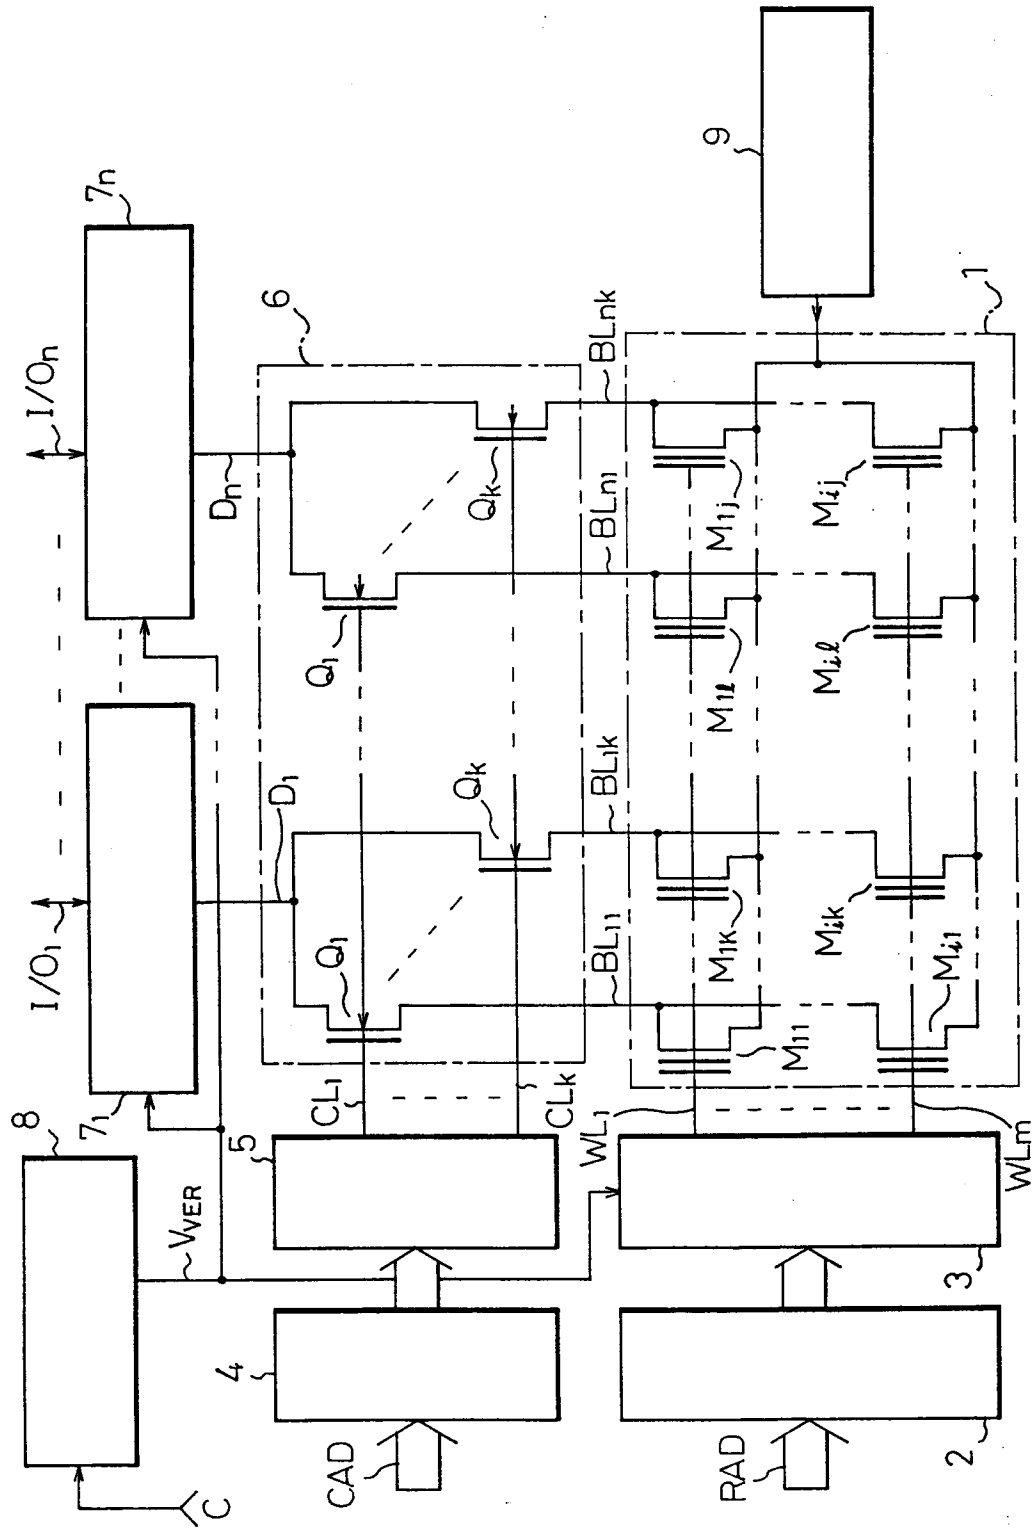 I/O1
I/On
71
7n
8
VVER
C
D1
Dn
6
Q1
Qk
Q1
Qk
CL1
CLk
5
4
CAD
BL11
BL1k
BLn1
BLnk
9
1
M11
M1K
M1ℓ
M1j
Mi1
Mik
Miℓ
Mij
WL1
WLm
3
2
RAD